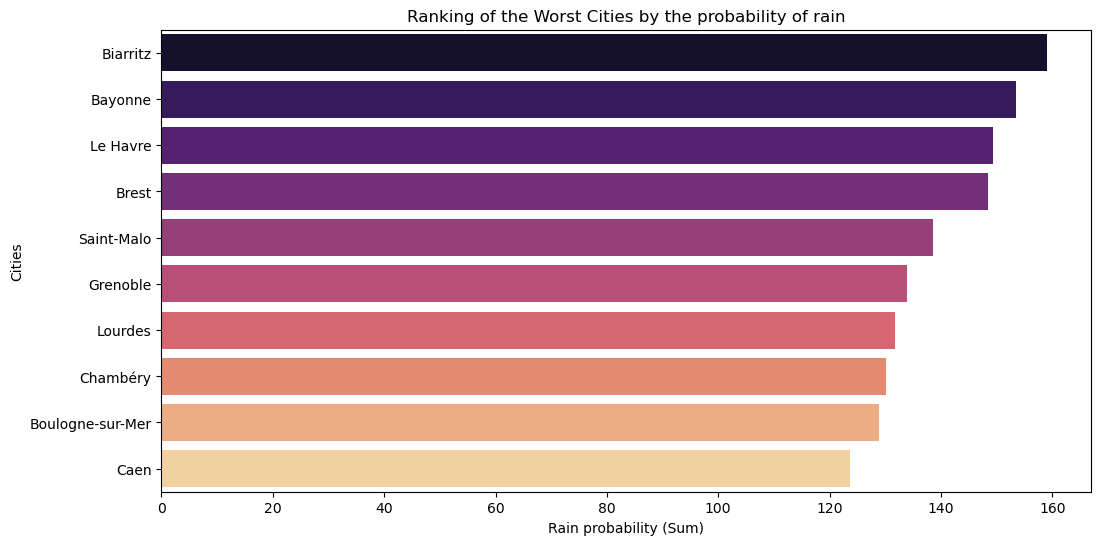 Ranking of the Worst Cities by the probability of rain
Cities
Biarritz
Bayonne
Le Havre
Brest
Saint-Malo
Grenoble
Lourdes
Chambéry
Boulogne-sur-Mer
Caen
0 20 40 60 80 100 120 140 160
Rain probability (Sum)